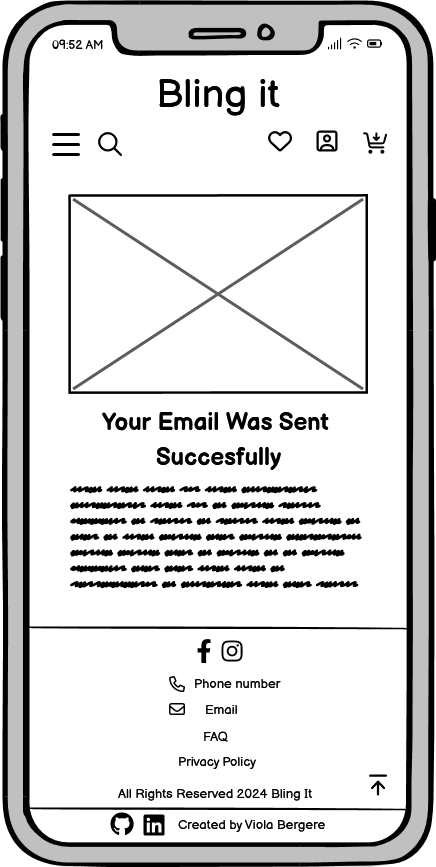 09:52 AM
Bling it
Your Email Was Sent
Succesfully
Phone number
Email
FAQ
Privacy Policy
All Rights Reserved 2024 Bling It
Created by Viola Bergere